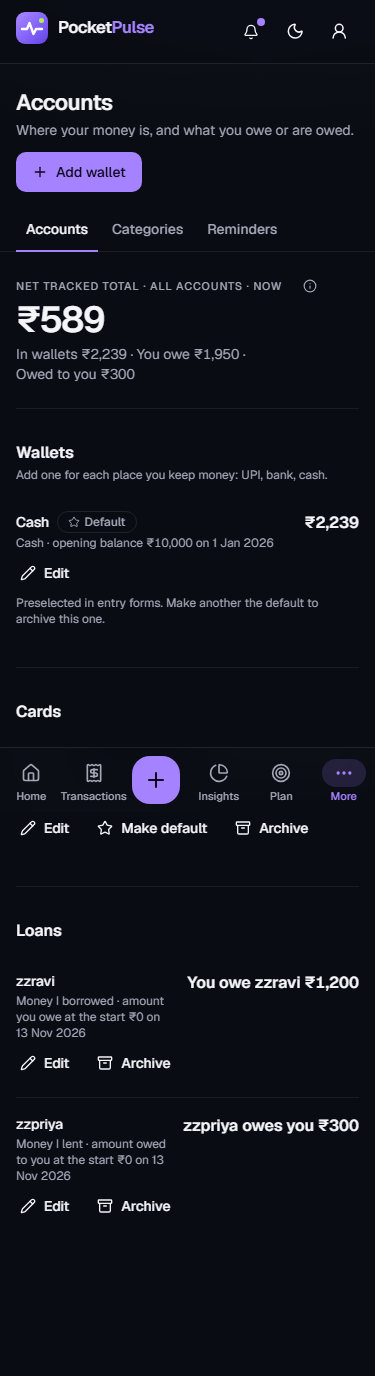 PocketPulse
Accounts
Where your money is, and what you owe or are owed.
Add wallet
Accounts Categories Reminders
NET TRACKED TOTAL · ALL ACCOUNTS · NOW
₹589
In wallets ₹2,239 · You owe ₹1,950 ·
Owed to you ₹300
Wallets
Add one for each place you keep money: UPI, bank, cash.
Cash Default ₹2,239
Cash · opening balance ₹10,000 on 1 Jan 2026
Edit
Preselected in entry forms. Make another the default to
archive this one.
Cards
Home Transactions Insights Plan More
Edit Make default Archive
Loans
zzravi You owe zzravi ₹1,200
Money I borrowed · amount
you owe at the start ₹0 on
13 Nov 2026
Edit Archive
zzpriya zzpriya owes you ₹300
Money I lent · amount owed
to you at the start ₹0 on 13
Nov 2026
Edit Archive